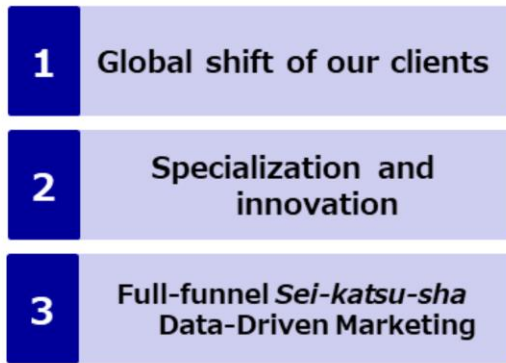 1
Global shift of our clients
2
Specialization and
innovation
3
Full-funnel Sei-katsu-sha
Data-Driven Marketing